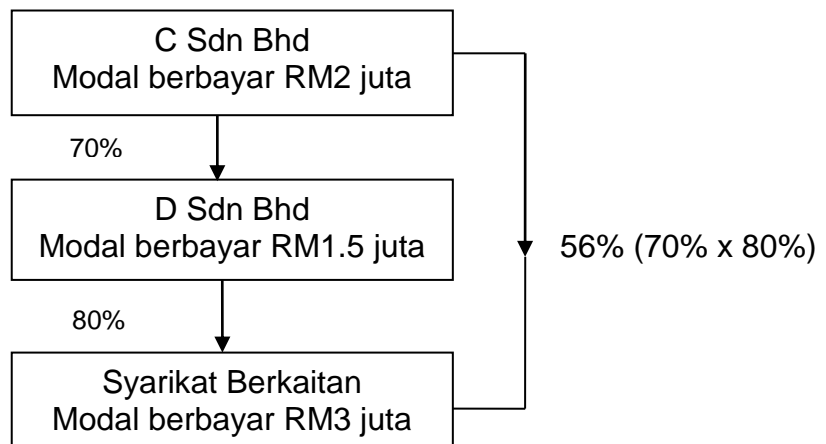 C Sdn Bhd
Modal berbayar RM2 juta
70%
D Sdn Bhd
Modal berbayar RM1.5 juta
56% (70% x 80%)
80%
Syarikat Berkaitan
Modal berbayar RM3 juta